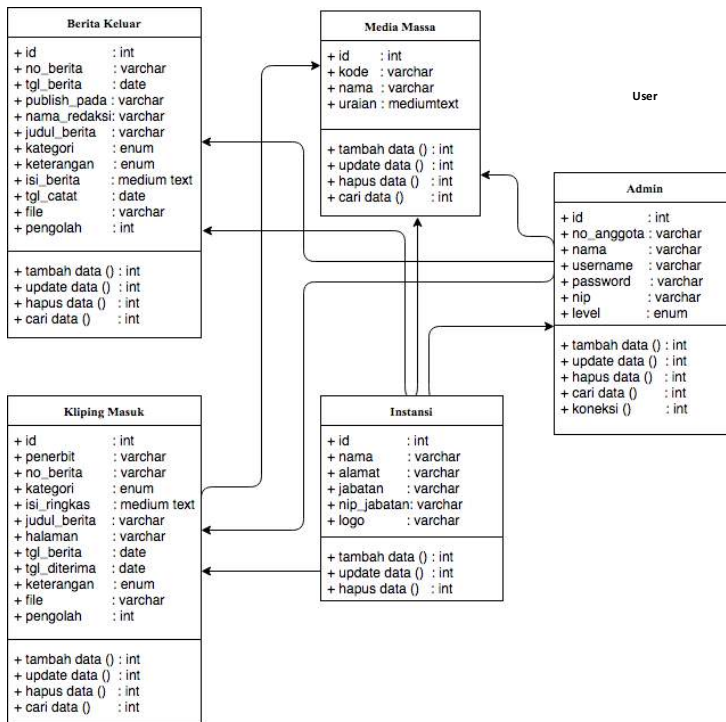 Berita Keluar
+ id : int
+ no_berita : varchar
+ tgl_berita : date
+ publish_pada : varchar
+ nama_redaksi: varchar
+ judul_berita : varchar
+ kategori : enum
+ keterangan : enum
+ isi_berita : medium text
+ tgl_catat : date
+ file : varchar
+ pengolah : int
+ tambah data () : int
+ update data () : int
+ hapus data () : int
+ cari data () : int
Media Massa
+ id : int
+ kode : varchar
+ nama : varchar
+ uraian : mediumtext
+ tambah data () : int
+ update data () : int
+ hapus data () : int
+ cari data () : int
User
Admin
+ id : int
+ no_anggota : varchar
+ nama : varchar
+ username : varchar
+ password : varchar
+ nip : varchar
+ level : enum
+ tambah data () : int
+ update data () : int
+ hapus data () : int
+ cari data () : int
+ koneksi () : int
Kliping Masuk
+ id : int
+ penerbit : varchar
+ no_berita : varchar
+ kategori : enum
+ isi_ringkas : medium text
+ judul_berita : varchar
+ halaman : varchar
+ tgl_berita : date
+ tgl_diterima : date
+ keterangan : enum
+ file : varchar
+ pengolah : int
+ tambah data () : int
+ update data () : int
+ hapus data () : int
+ cari data () : int
Instansi
+ id : int
+ nama : varchar
+ alamat : varchar
+ jabatan : varchar
+ nip_jabatan: varchar
+ logo : varchar
+ tambah data () : int
+ update data () : int
+ hapus data () : int